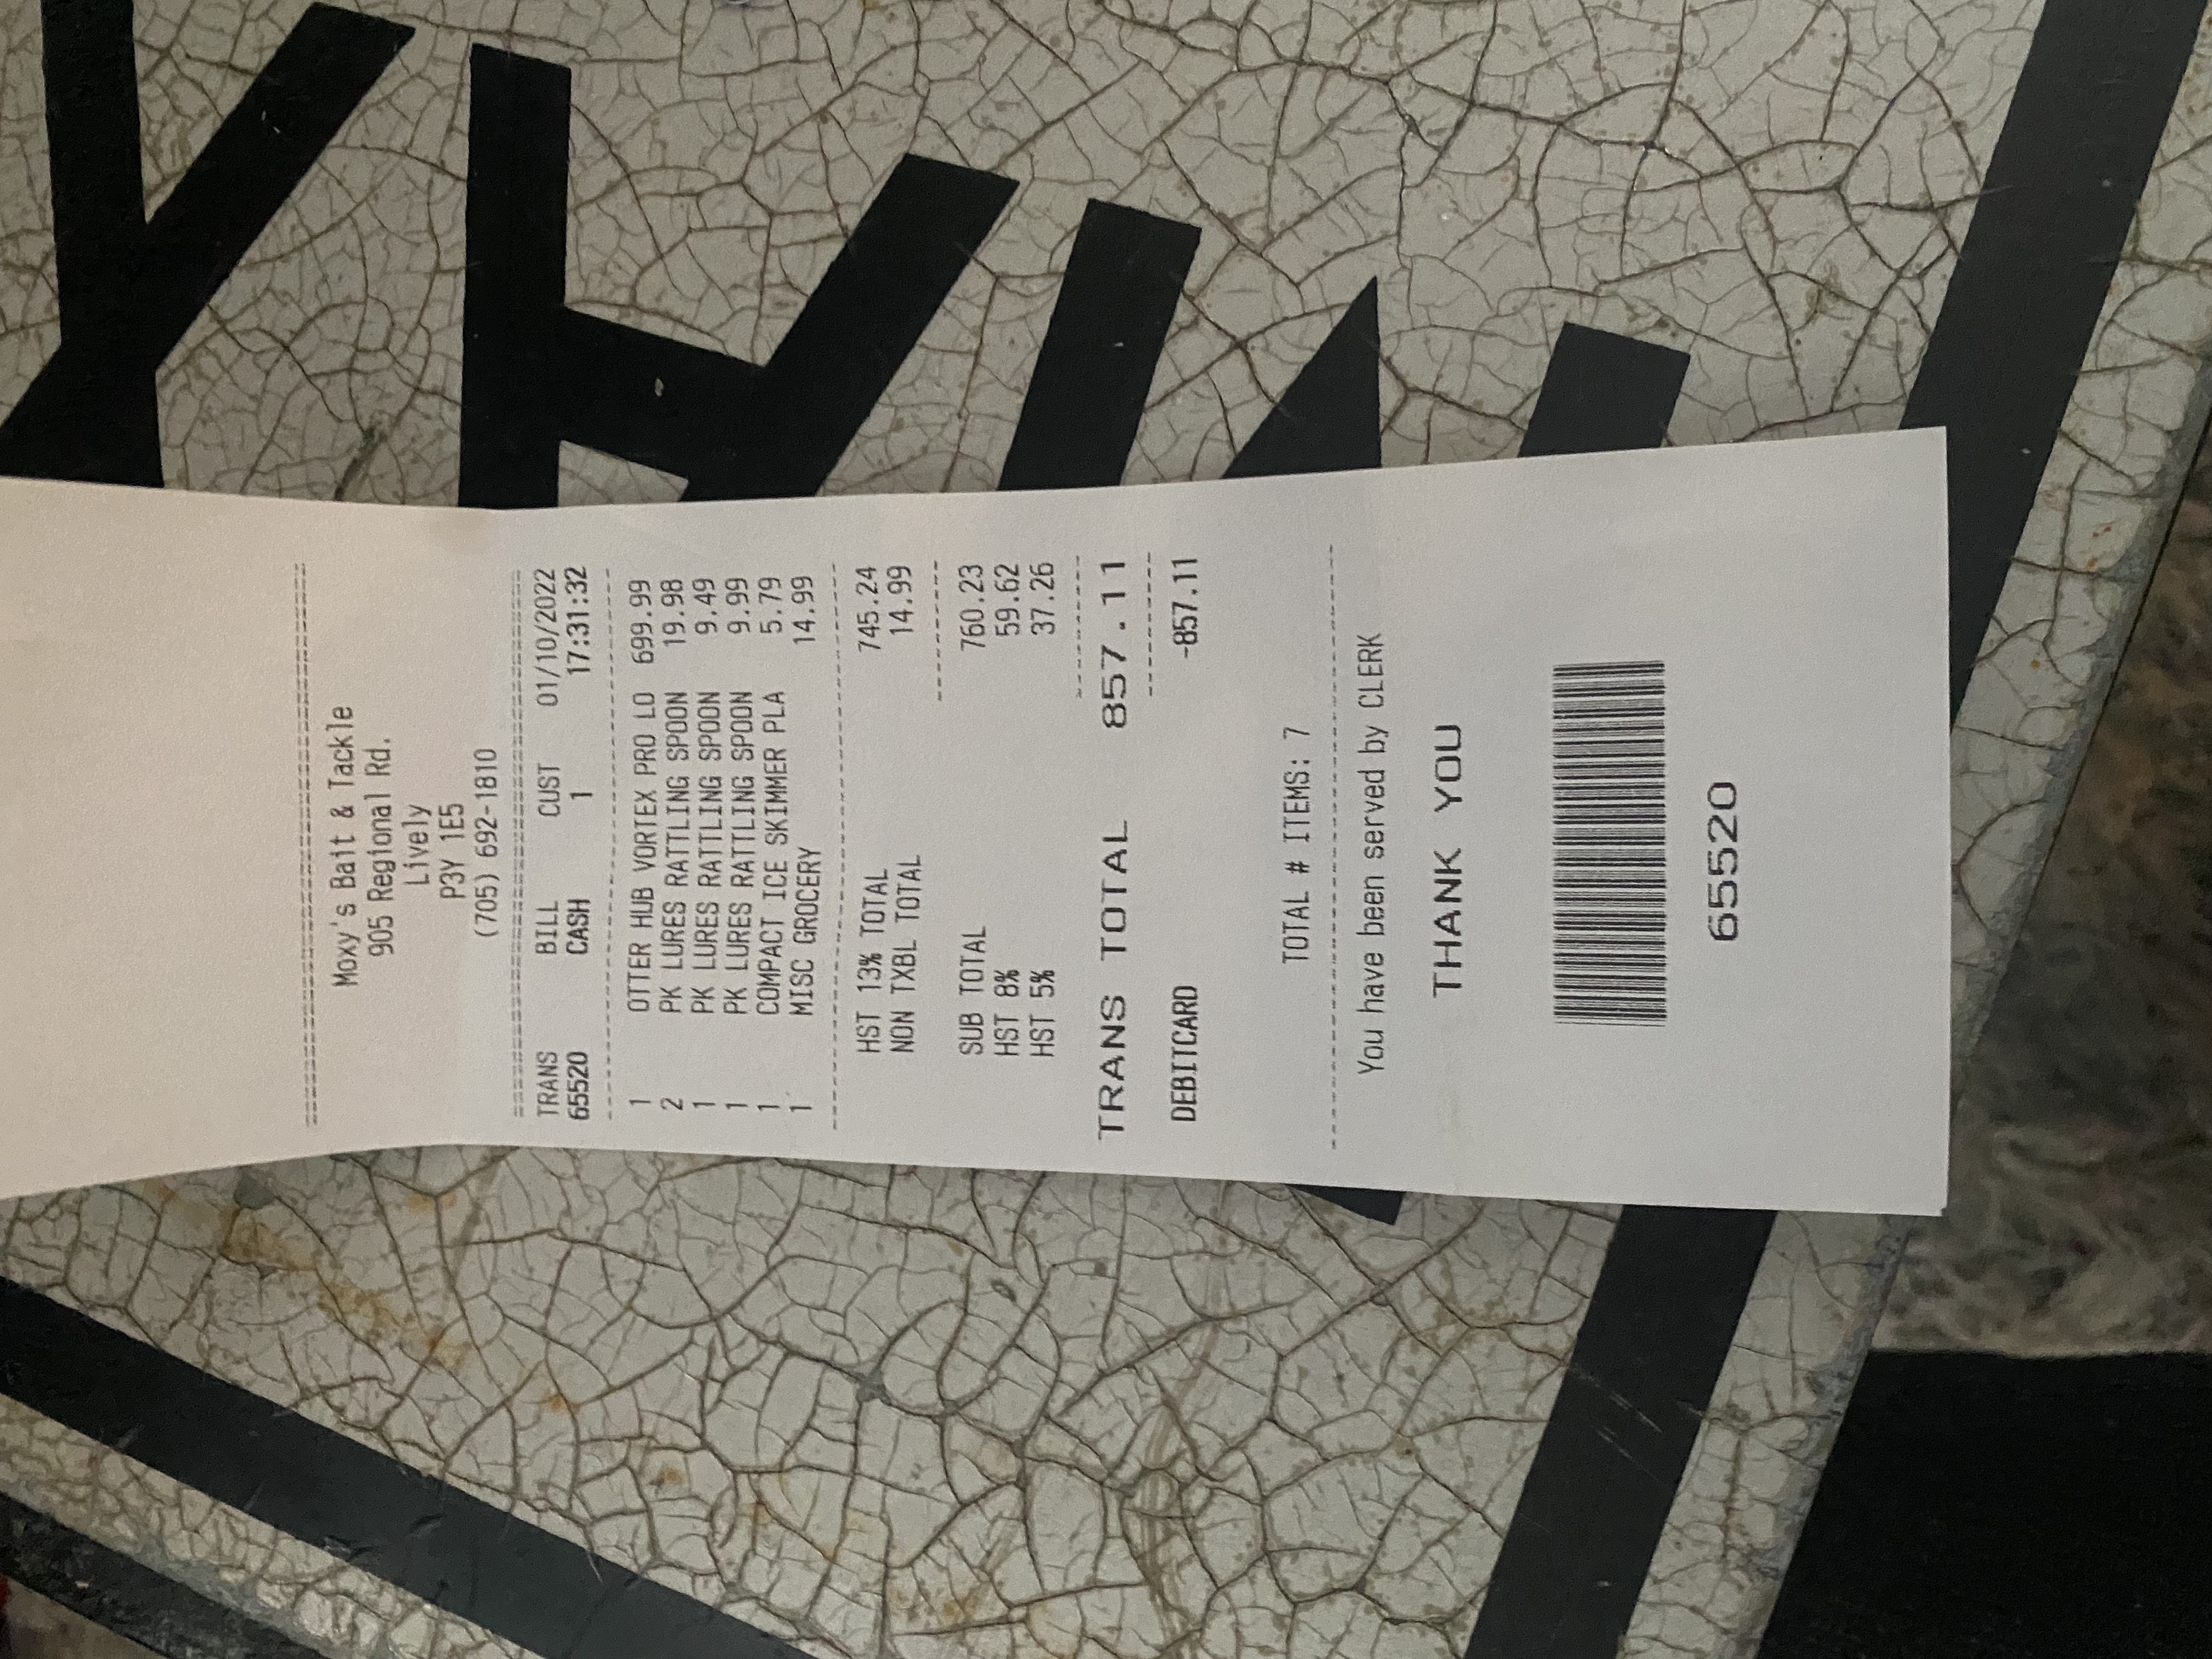 Moxy's Bait & Tackle
905 Regional Rd.
Lively
P3Y 1E5
(705) 692-1810
TRANS BILL CUST 01/10/2022
65520 CASH 1 17:31:32
1 OTTER HUB VORTEX PRO LO 699.99
2 PK LURES RATTLING SPOON 19.98
1 PK LURES RATTLING SPOON 9.49
1 PK LURES RATTLING SPOON 9.99
1 COMPACT ICE SKIMMER PLA 5.79
1 MISC GROCERY 14.99
HST 13% TOTAL 745.24
NON TXBL TOTAL 14.99
SUB TOTAL 760.23
HST 8% 59.62
HST 5% 37.26
TRANS TOTAL 857.11
DEBITCARD -857.11
TOTAL # ITEMS: 7
You have been served by CLERK
THANK YOU
65520